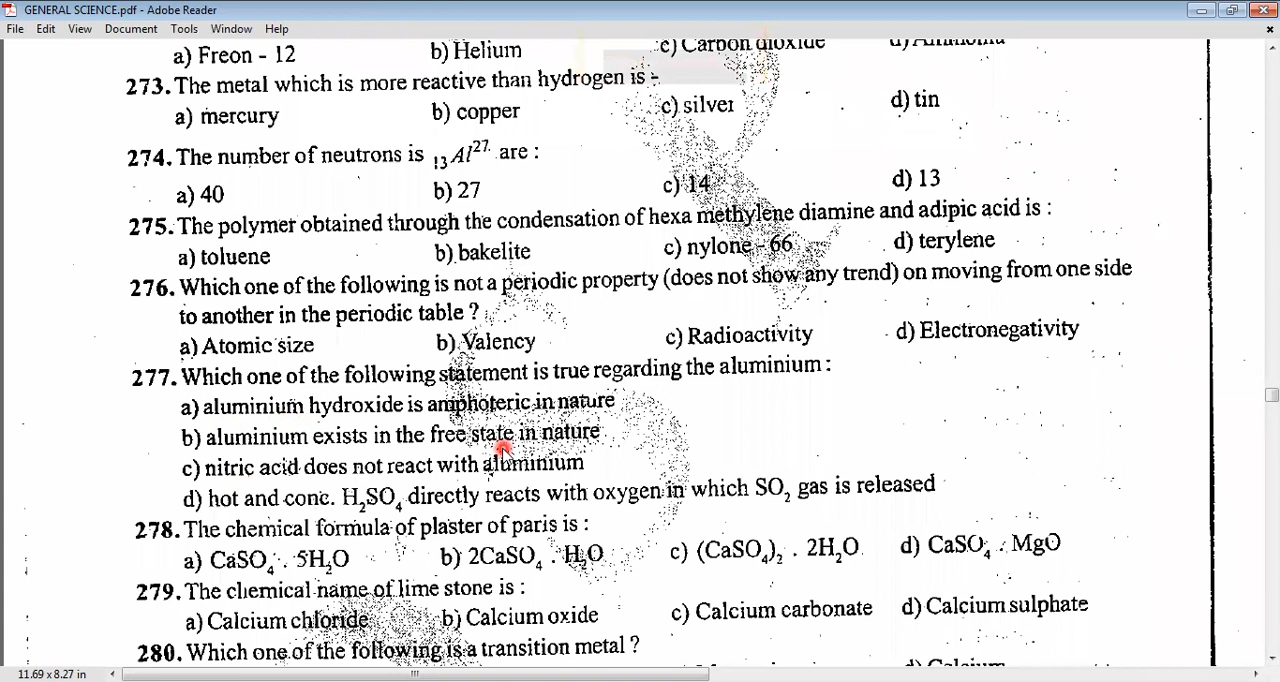 GENERAL SCIENCE.pdf - Adobe Reader
File Edit View Document Tools Window Help
a) Freon - 12 b) Helium c) Carbon dioxide d) Ammonia
273. The metal which is more reactive than hydrogen is -
a) mercury b) copper c) silver d) tin
274. The number of neutrons is ₁₃Al²⁷ are :
a) 40 b) 27 c) 14 d) 13
275. The polymer obtained through the condensation of hexa methylene diamine and adipic acid is :
a) toluene b) bakelite c) nylone - 66 d) terylene
276. Which one of the following is not a periodic property (does not show any trend) on moving from one side
to another in the periodic table ?
a) Atomic size b) Valency c) Radioactivity d) Electronegativity
277. Which one of the following statement is true regarding the aluminium :
a) aluminium hydroxide is amphoteric in nature
b) aluminium exists in the free state in nature
c) nitric acid does not react with aluminium
d) hot and conc. H₂SO₄ directly reacts with oxygen in which SO₂ gas is released
278. The chemical formula of plaster of paris is :
a) CaSO₄ . 5H₂O b) 2CaSO₄ . H₂O c) (CaSO₄)₂ . 2H₂O d) CaSO₄ . MgO
279. The chemical name of lime stone is :
a) Calcium chloride b) Calcium oxide c) Calcium carbonate d) Calcium sulphate
280. Which one of the following is a transition metal ?
d) Calcium
11.69 x 8.27 in